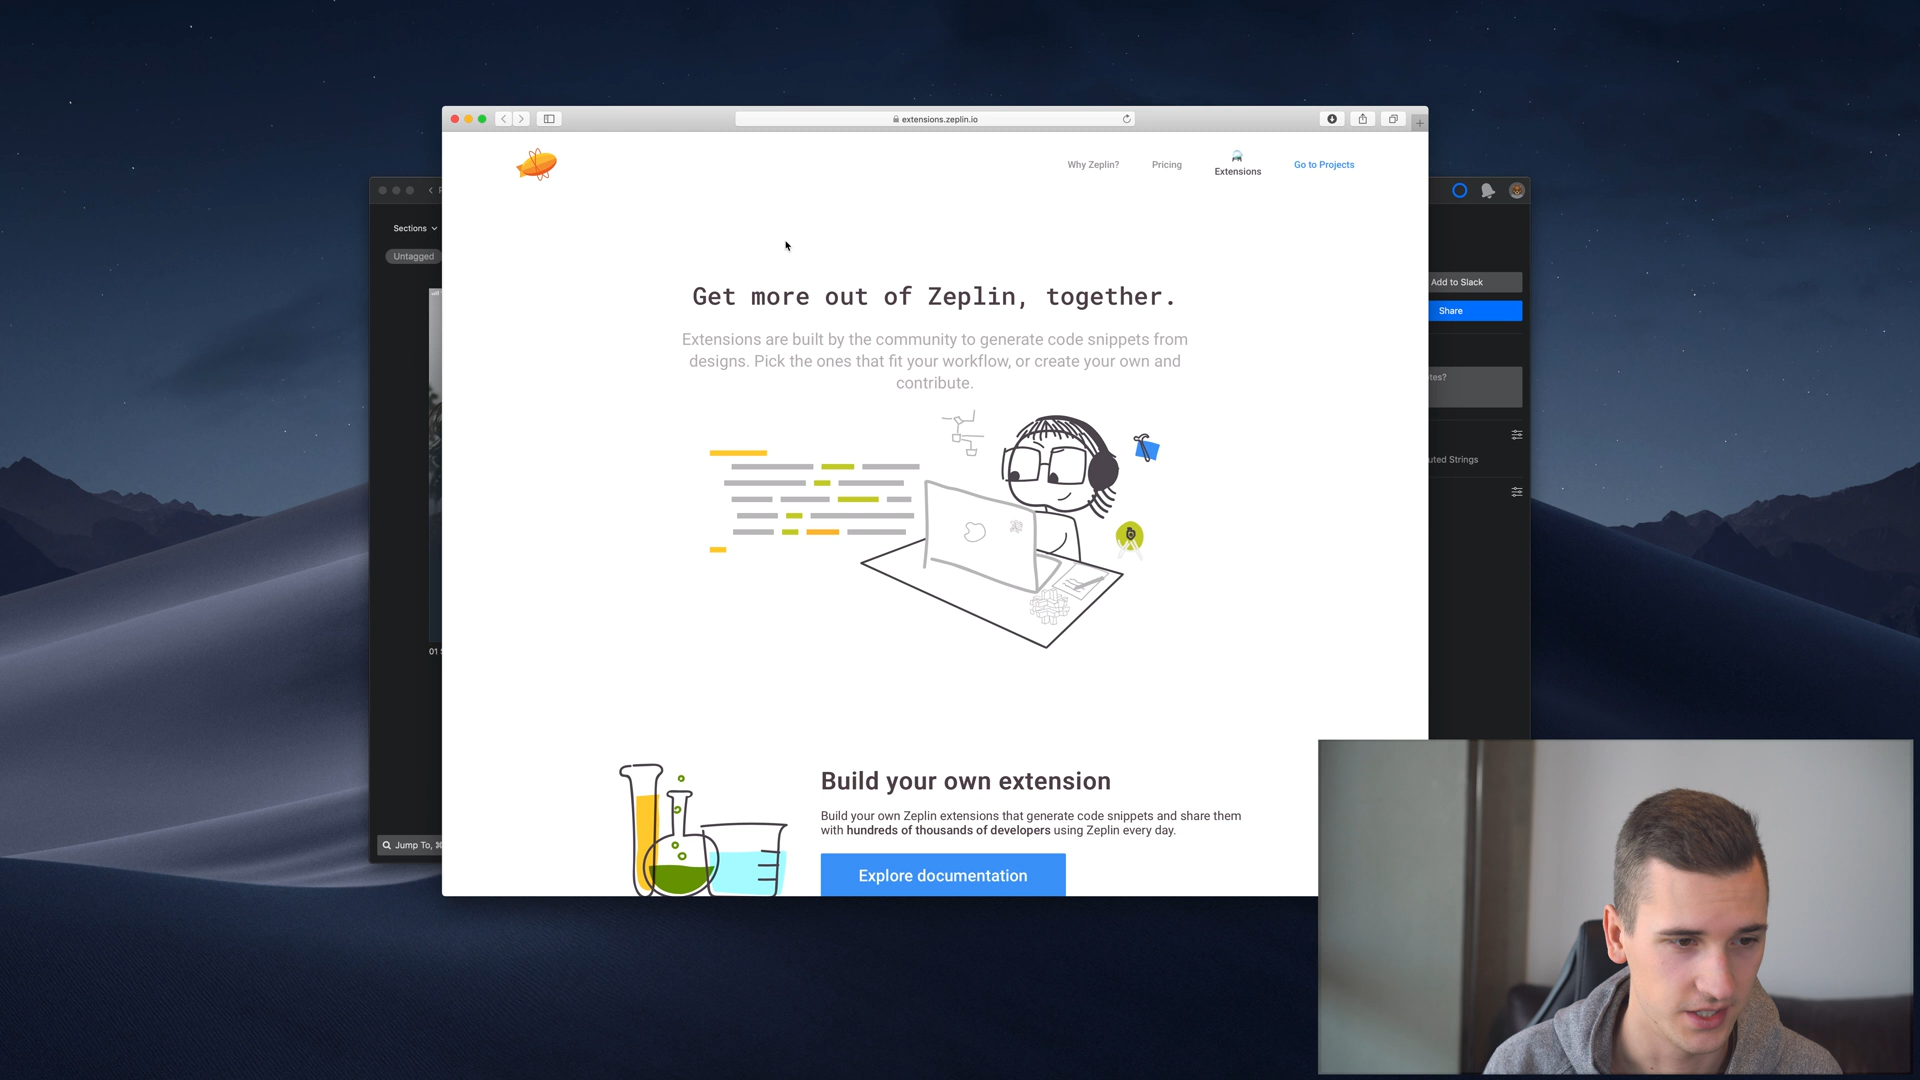 extensions.zeplin.io
Why Zeplin?
Pricing
Extensions
Go to Projects
Sections
Untagged
Add to Slack
Share
Get more out of Zeplin, together.
Extensions are built by the community to generate code snippets from
designs. Pick the ones that fit your workflow, or create your own and
contribute.
Build your own extension
Build your own Zeplin extensions that generate code snippets and share them
with hundreds of thousands of developers using Zeplin every day.
Explore documentation
Strings
01
Jump To,